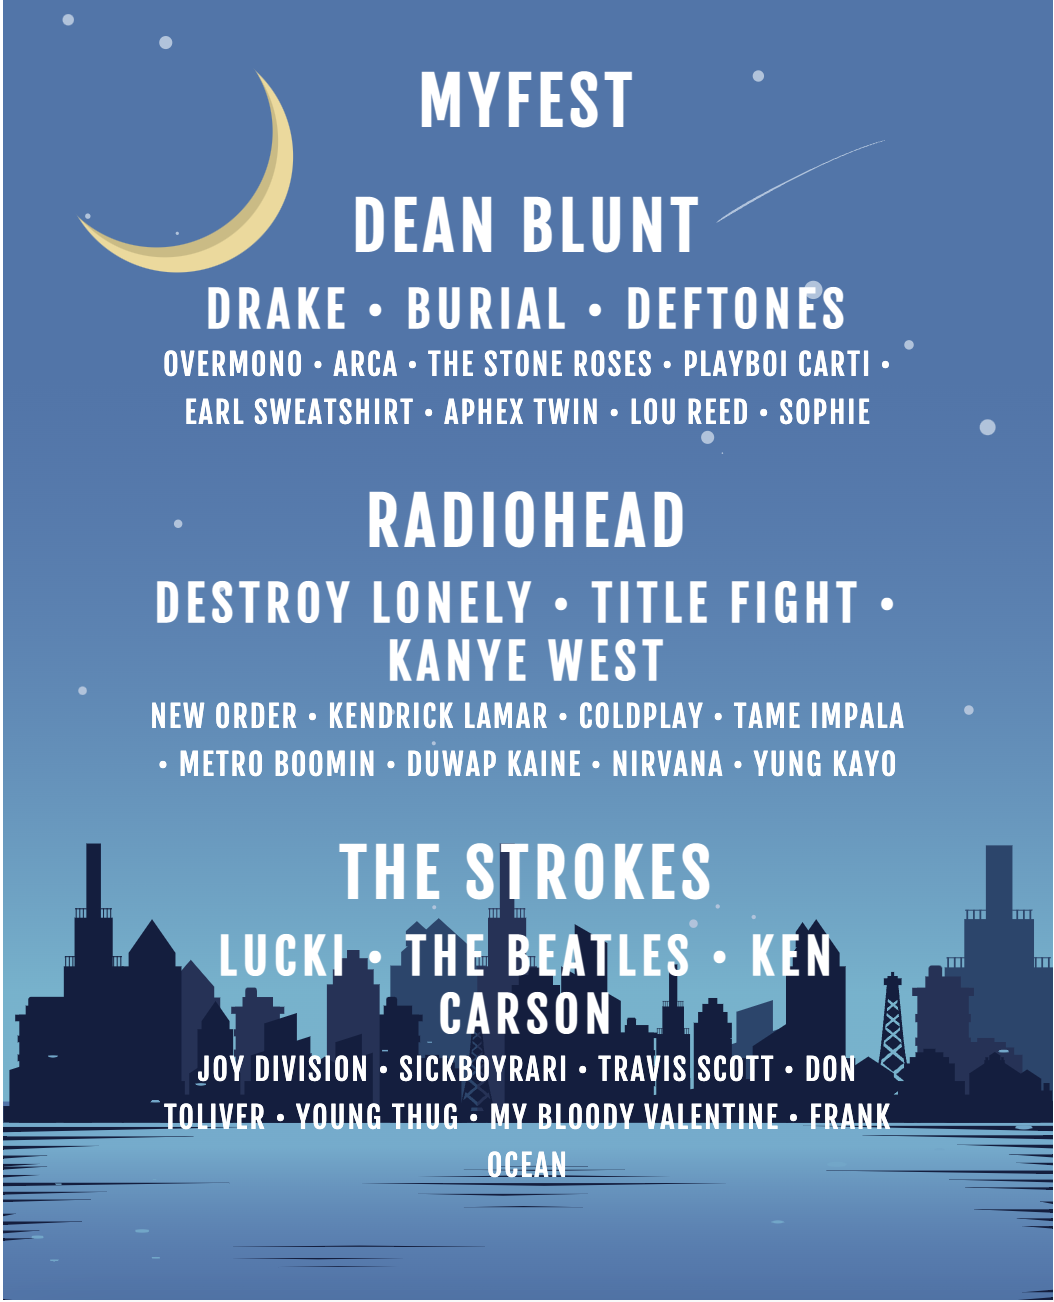 MYFEST
DEAN BLUNT
DRAKE • BURIAL • DEFTONES
OVERMONO • ARCA • THE STONE ROSES • PLAYBOI CARTI •
EARL SWEATSHIRT • APHEX TWIN • LOU REED • SOPHIE
RADIOHEAD
DESTROY LONELY • TITLE FIGHT •
KANYE WEST
NEW ORDER • KENDRICK LAMAR • COLDPLAY • TAME IMPALA
• METRO BOOMIN • DUWAP KAINE • NIRVANA • YUNG KAYO
THE STROKES
LUCKI • THE BEATLES • KEN
CARSON
JOY DIVISION • SICKBOYRARI • TRAVIS SCOTT • DON
TOLIVER • YOUNG THUG • MY BLOODY VALENTINE • FRANK
OCEAN